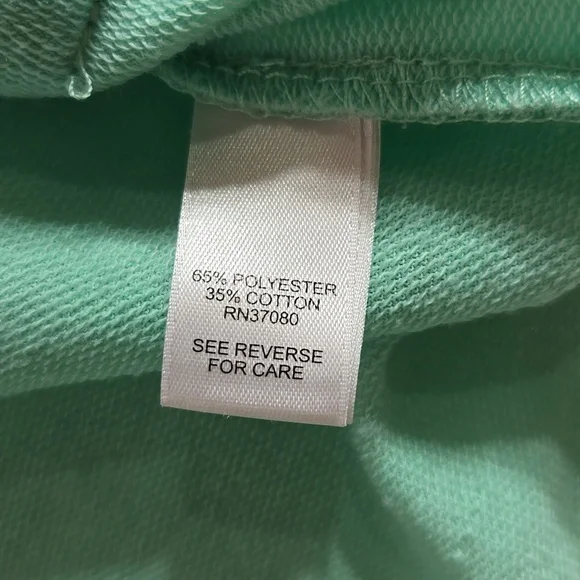 65% POLYESTER
35% COTTON
RN37080
SEE REVERSE
FOR CARE